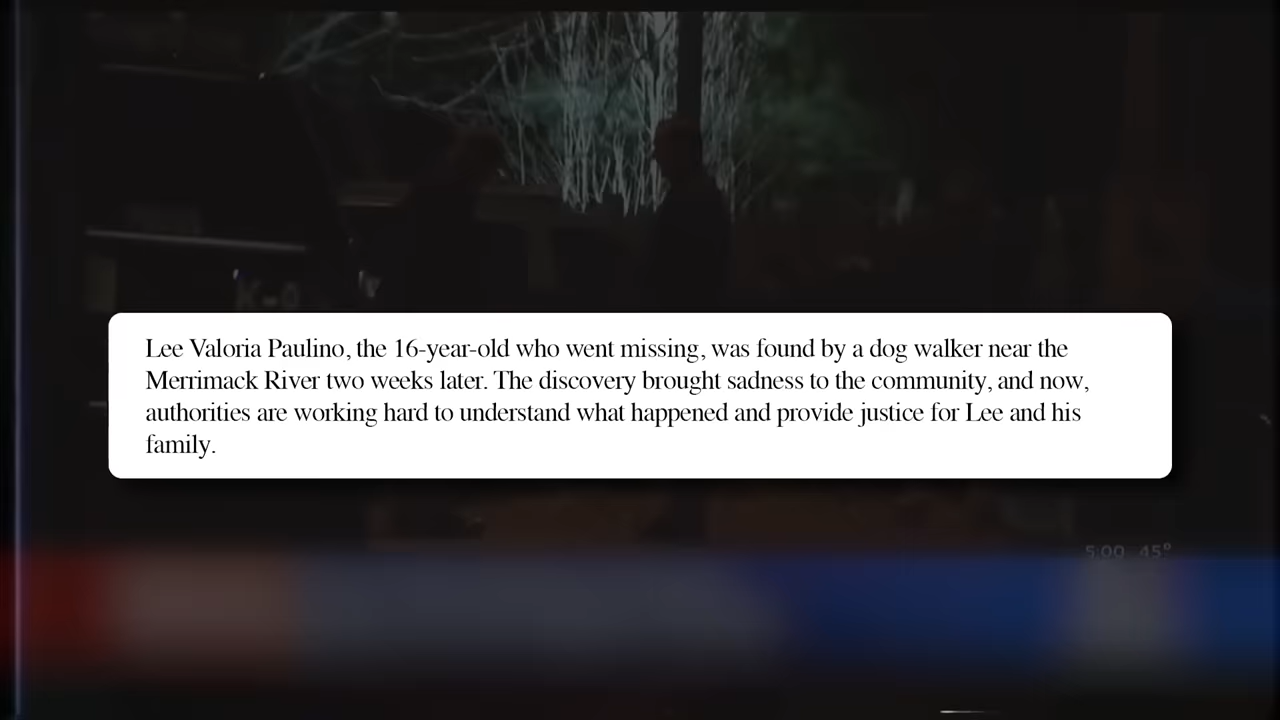 K-9
Lee Valoria Paulino, the 16-year-old who went missing, was found by a dog walker near the
Merrimack River two weeks later. The discovery brought sadness to the community, and now,
authorities are working hard to understand what happened and provide justice for Lee and his
family.
5:00 45°